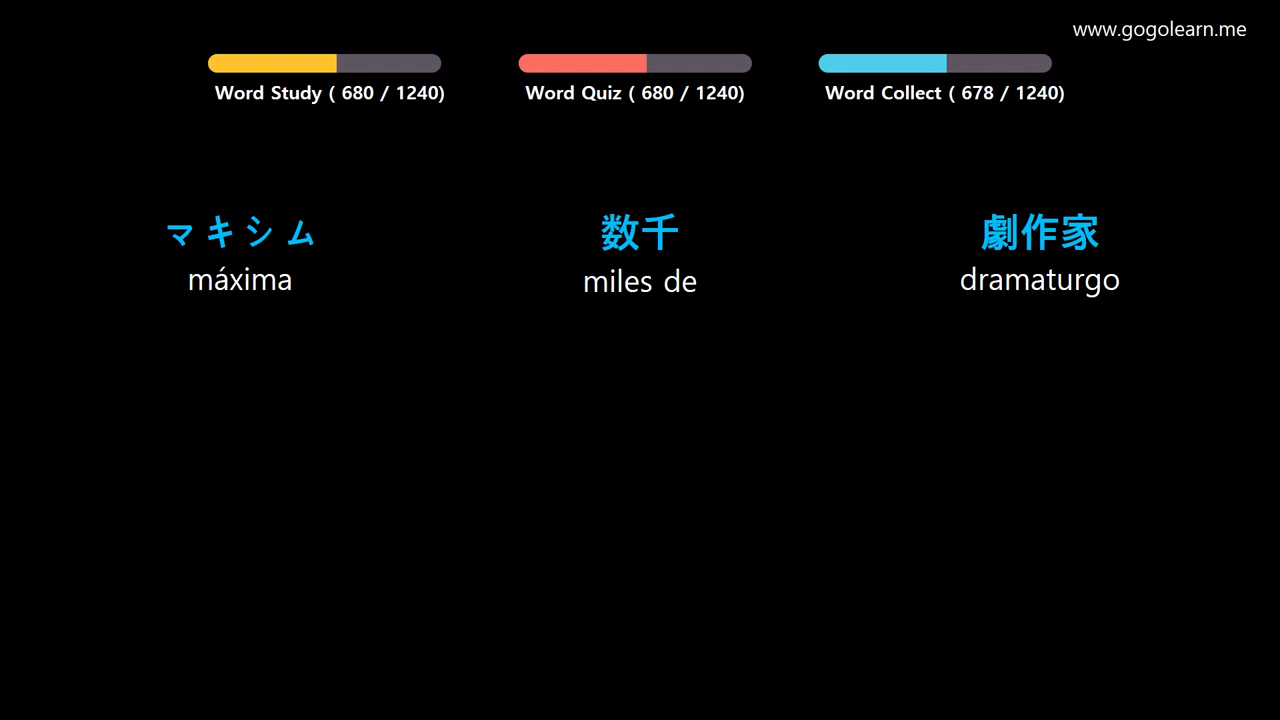 www.gogolearn.me
Word Study ( 680 / 1240)
Word Quiz ( 680 / 1240)
Word Collect ( 678 / 1240)
マキシム
máxima
数千
miles de
劇作家
dramaturgo